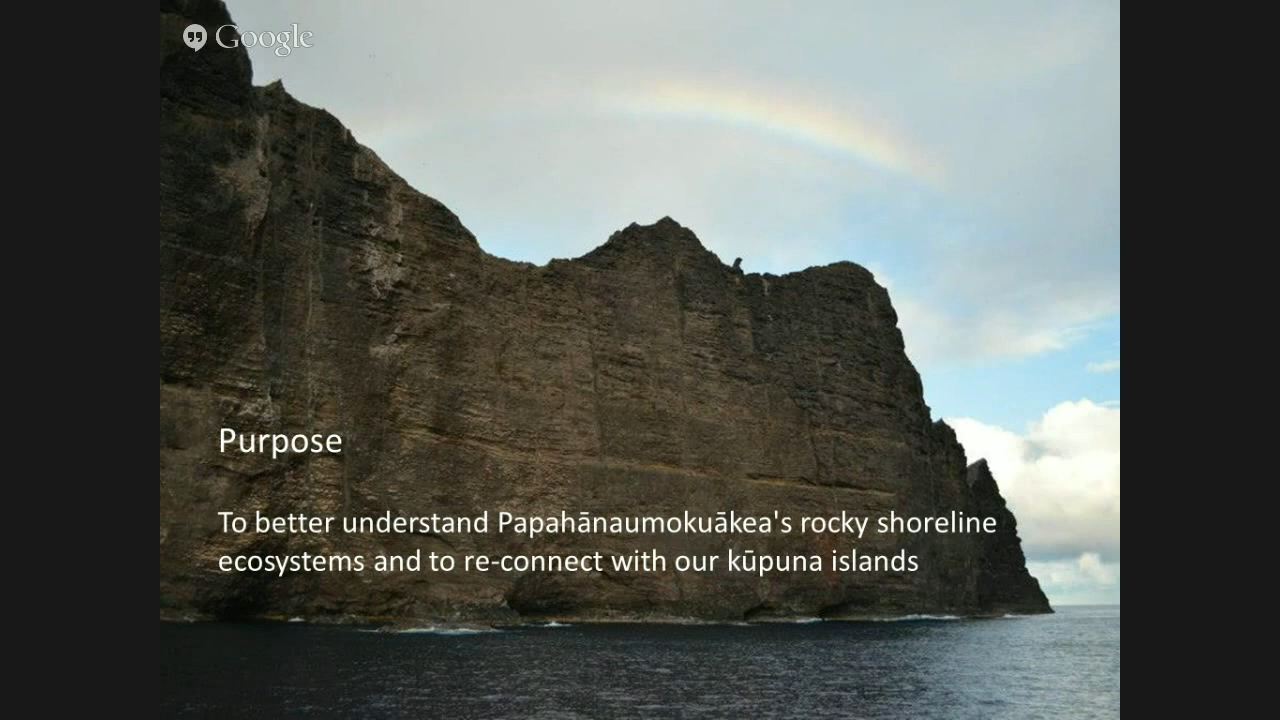 Google
Purpose
To better understand Papahānaumokuākea's rocky shoreline
ecosystems and to re-connect with our kūpuna islands